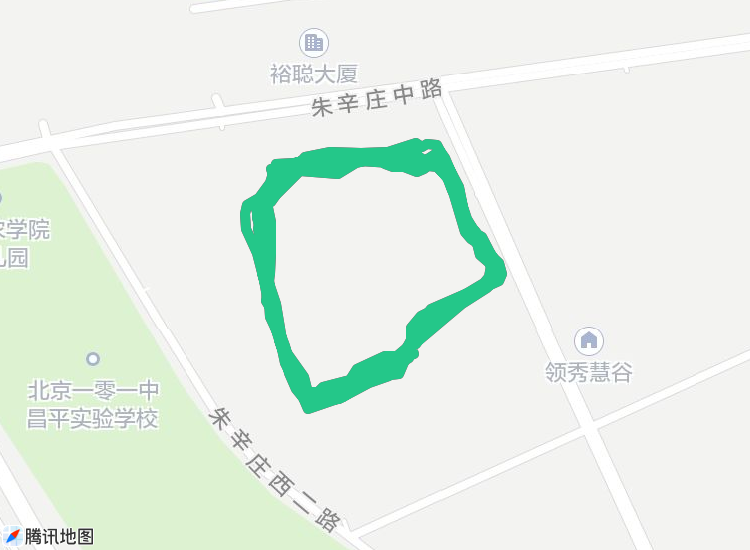 裕聪大厦
朱辛庄中路
农学院
儿园
领秀慧谷
北京一零一中
昌平实验学校
朱辛庄西二路
腾讯地图